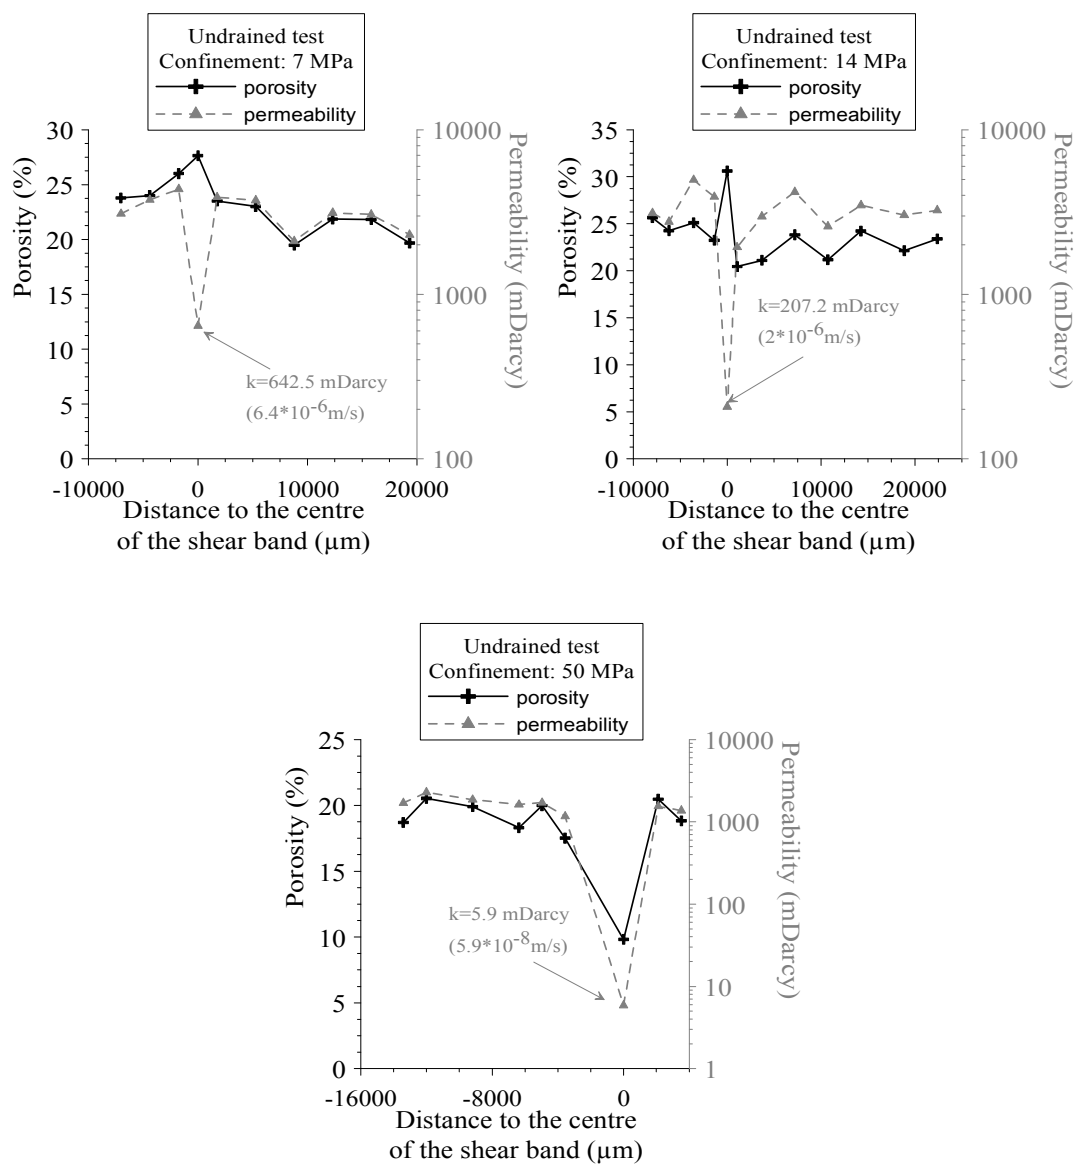 Undrained test
Confinement: 7 MPa
porosity
permeability
30
25
20
15
10
5
0
Porosity (%)
10000
1000
100
Permeability (mDarcy)
k=642.5 mDarcy
(6.4*10-6m/s)
-10000
0
10000
20000
Distance to the centre
of the shear band (µm)
Undrained test
Confinement: 14 MPa
porosity
permeability
35
30
25
20
15
10
5
0
Porosity (%)
10000
1000
100
Permeability (mDarcy)
k=207.2 mDarcy
(2*10-6m/s)
-10000
0
10000
20000
Distance to the centre
of the shear band (µm)
Undrained test
Confinement: 50 MPa
porosity
permeability
25
20
15
10
5
0
Porosity (%)
10000
1000
100
10
1
Permeability (mDarcy)
k=5.9 mDarcy
(5.9*10-8m/s)
-16000
-8000
0
Distance to the centre
of the shear band (µm)